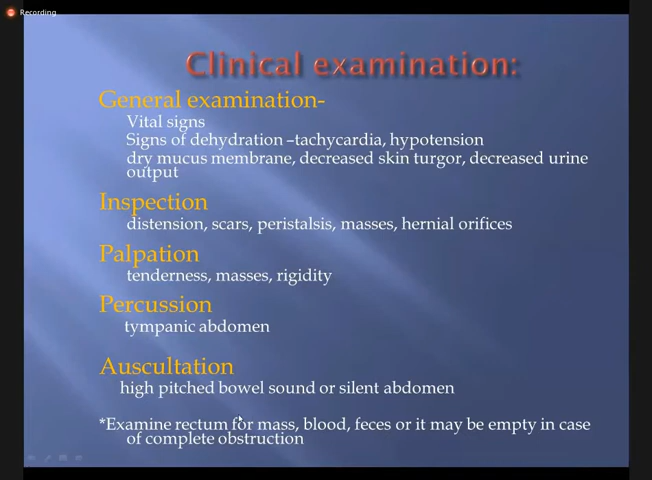 Recording
Clinical examination:
General examination-
Vital signs
Signs of dehydration –tachycardia, hypotension
dry mucus membrane, decreased skin turgor, decreased urine
output
Inspection
distension, scars, peristalsis, masses, hernial orifices
Palpation
tenderness, masses, rigidity
Percussion
tympanic abdomen
Auscultation
high pitched bowel sound or silent abdomen
*Examine rectum for mass, blood, feces or it may be empty in case
of complete obstruction